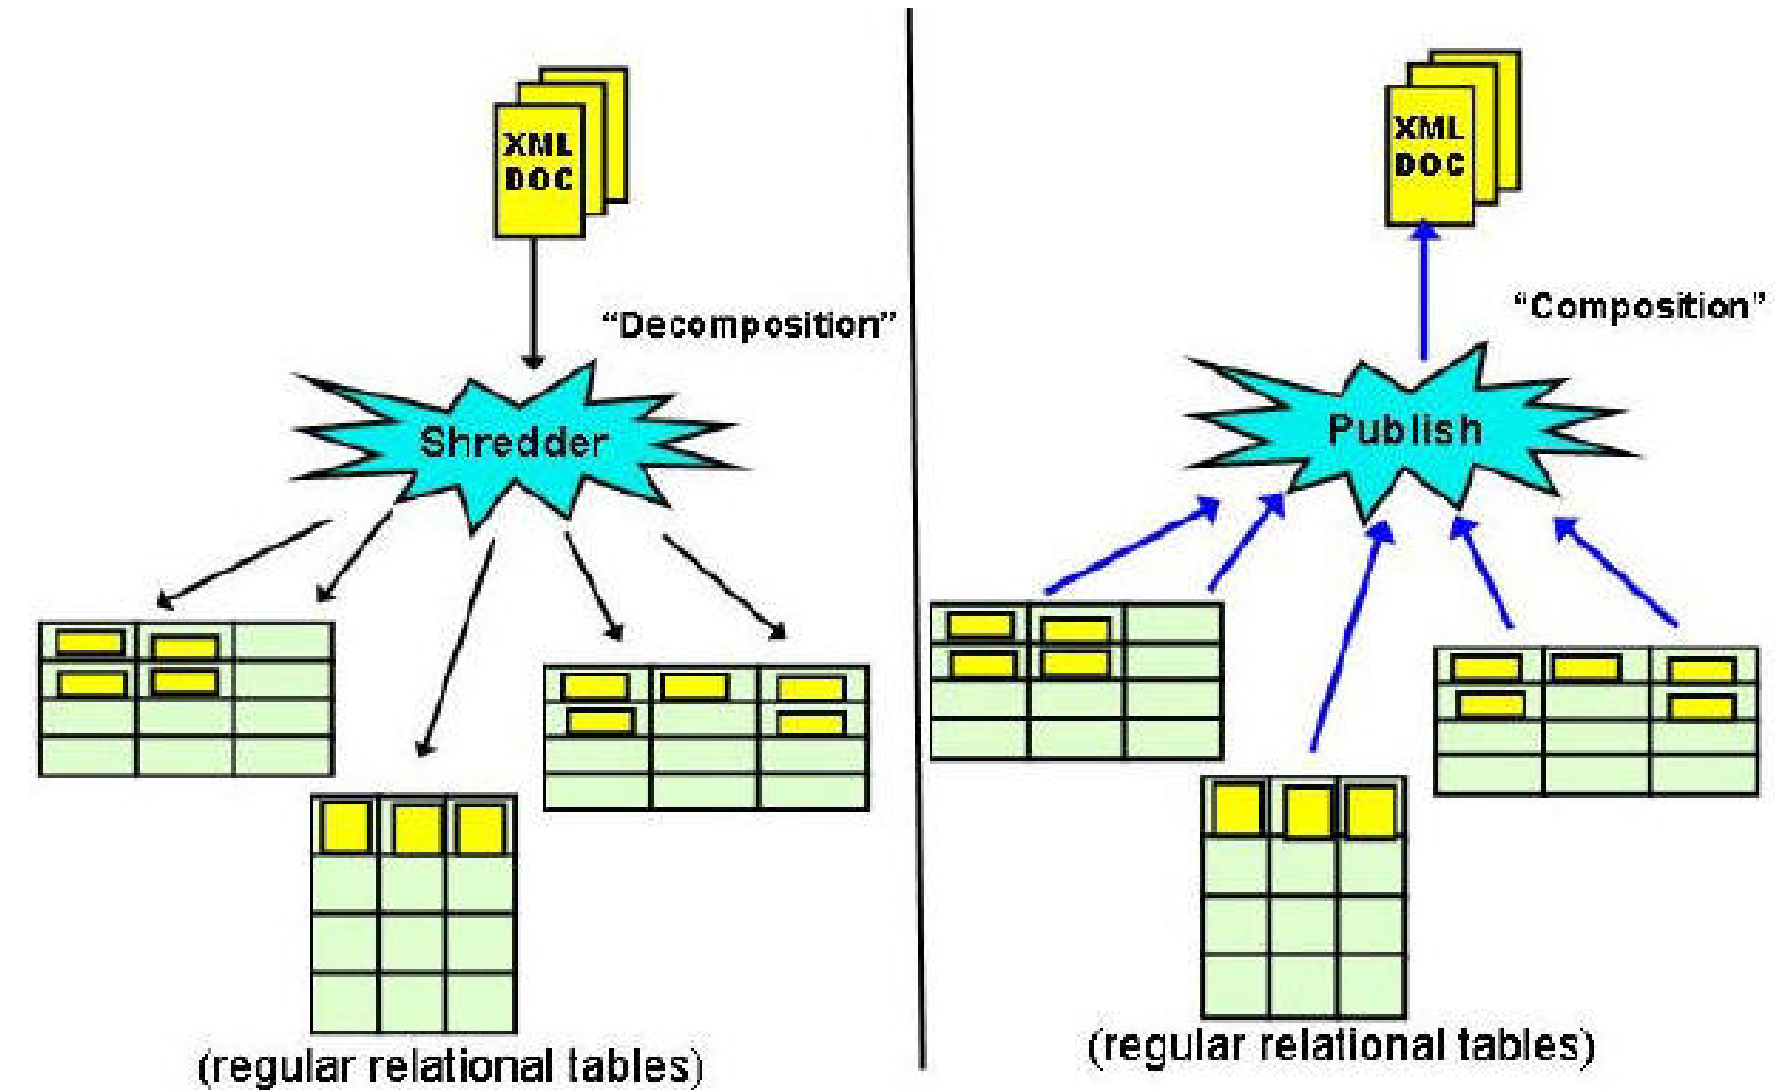 XML
DOC
“Decomposition”
Shredder
(regular relational tables)
XML
DOC
“Composition”
Publish
(regular relational tables)